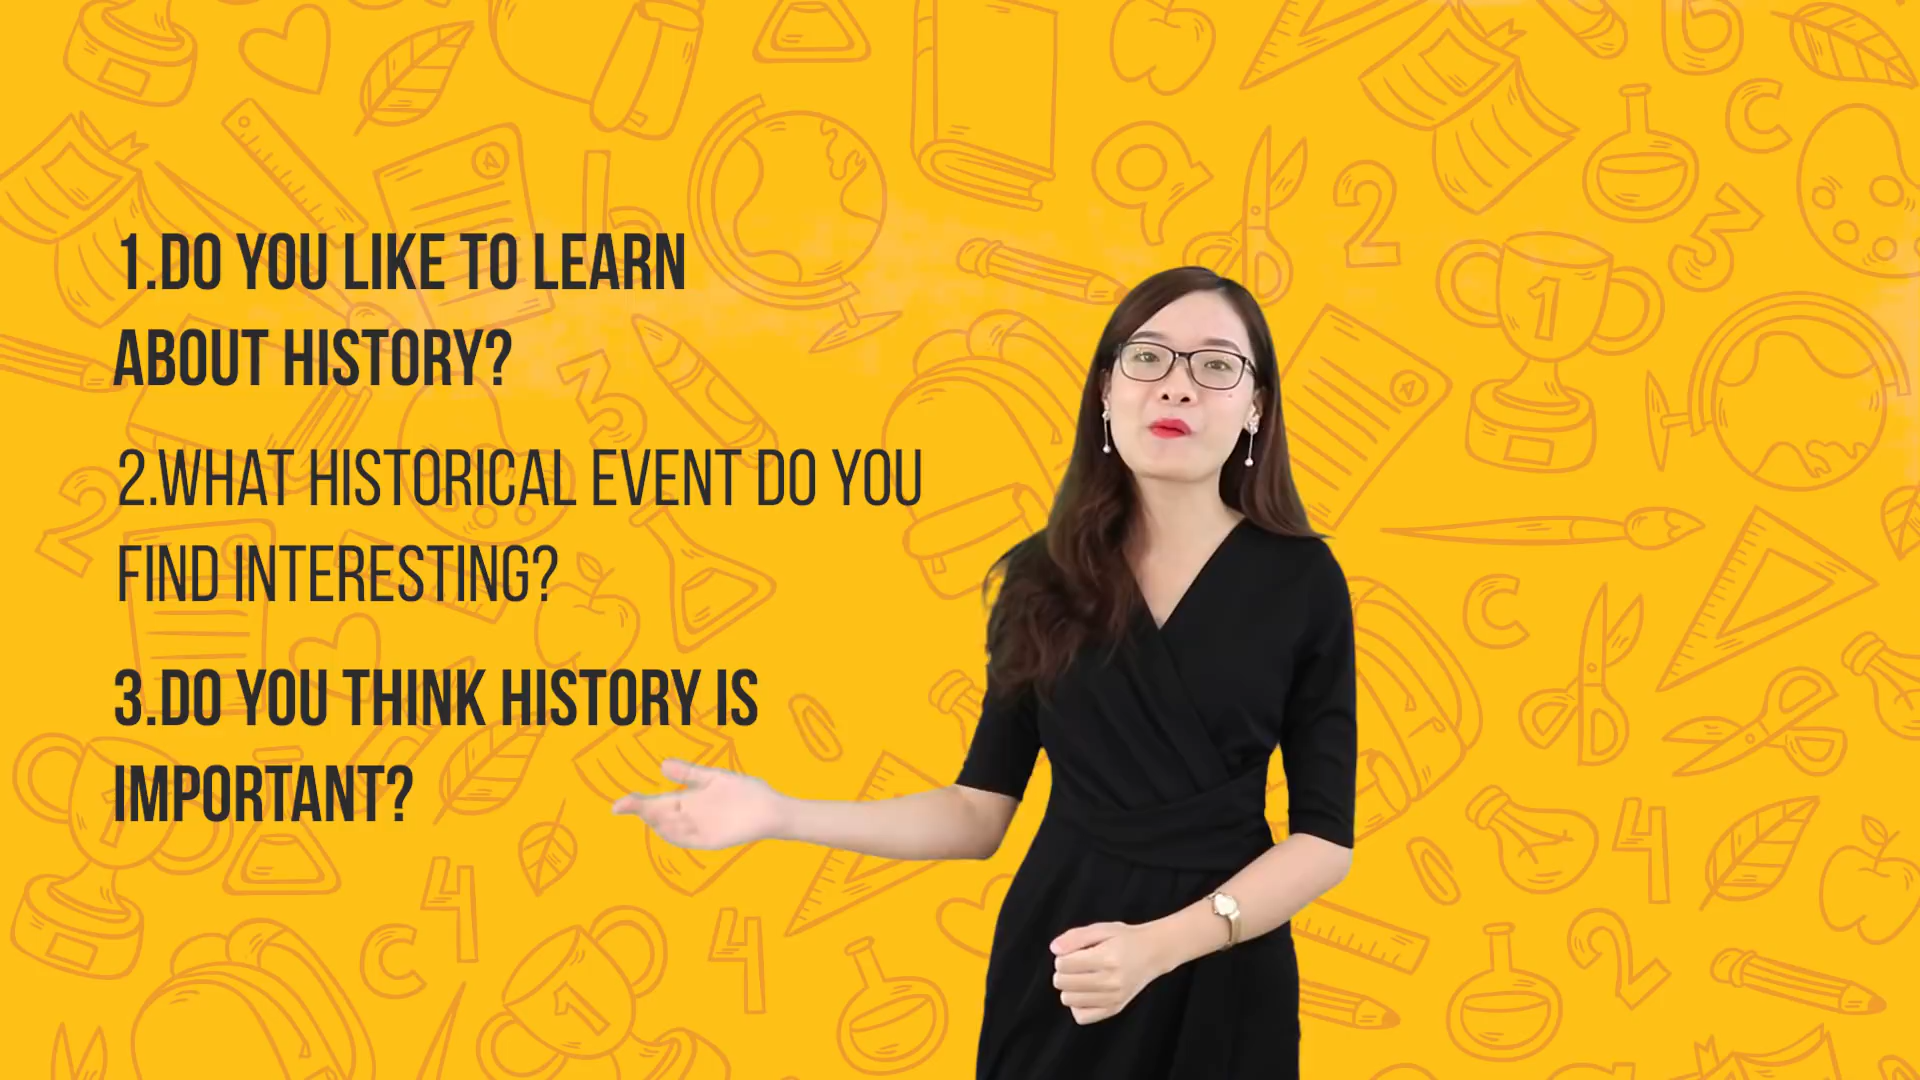 1.DO YOU LIKE TO LEARN
ABOUT HISTORY?
2.WHAT HISTORICAL EVENT DO YOU
FIND INTERESTING?
3.DO YOU THINK HISTORY IS
IMPORTANT?